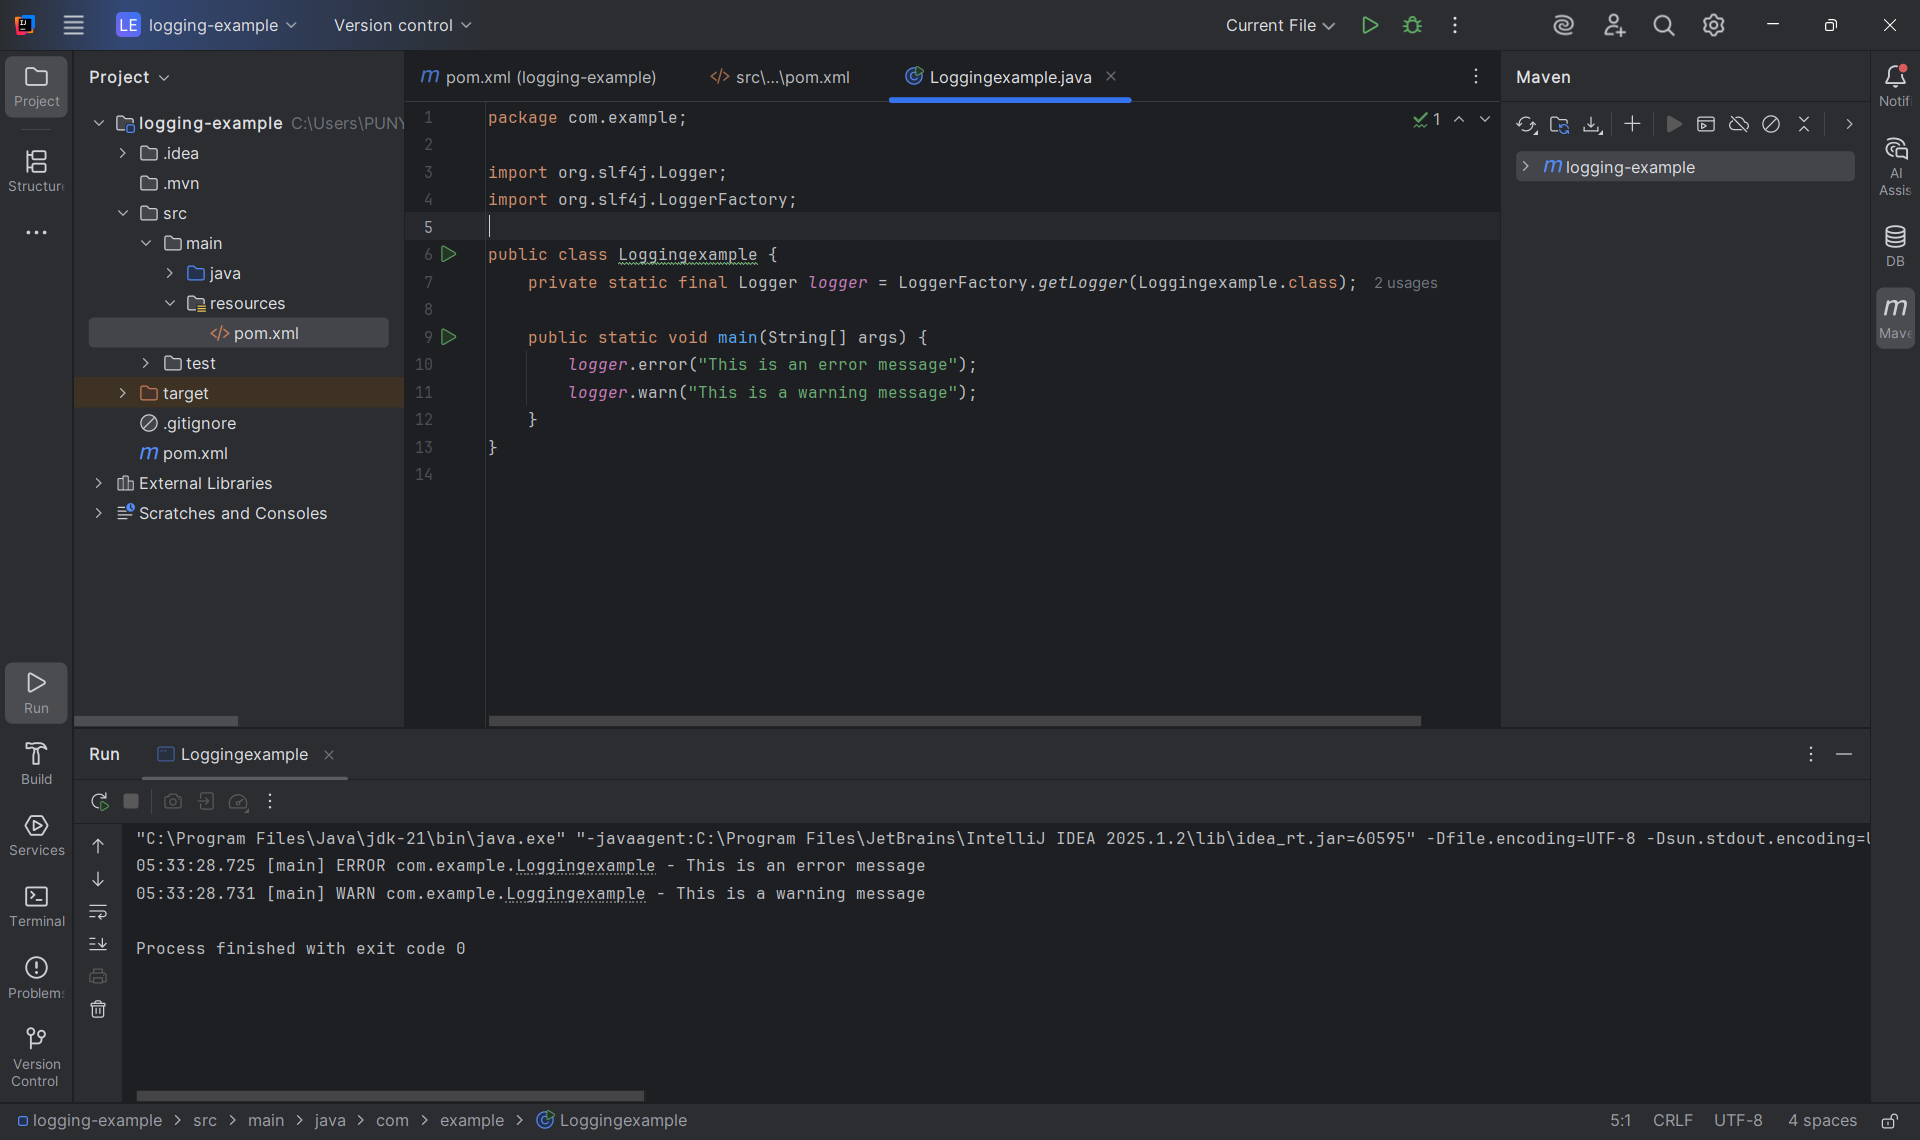 LE logging-example Version control Current File
Project
pom.xml (logging-example) src\...\pom.xml Loggingexample.java
Maven
Project
Structure
logging-example C:\Users\PUNY
.idea
.mvn
src
main
java
resources
pom.xml
test
target
.gitignore
pom.xml
External Libraries
Scratches and Consoles
1 package com.example;
2
3 import org.slf4j.Logger;
4 import org.slf4j.LoggerFactory;
5
6 public class Loggingexample {
7 private static final Logger logger = LoggerFactory.getLogger(Loggingexample.class); 2 usages
8
9 public static void main(String[] args) {
10 logger.error("This is an error message");
11 logger.warn("This is a warning message");
12 }
13 }
14
1
logging-example
Notifi
AI
Assis
DB
Mave
Run
Build
Services
Terminal
Problems
Version
Control
Run Loggingexample
"C:\Program Files\Java\jdk-21\bin\java.exe" "-javaagent:C:\Program Files\JetBrains\IntelliJ IDEA 2025.1.2\lib\idea_rt.jar=60595" -Dfile.encoding=UTF-8 -Dsun.stdout.encoding=U
05:33:28.725 [main] ERROR com.example.Loggingexample - This is an error message
05:33:28.731 [main] WARN com.example.Loggingexample - This is a warning message
Process finished with exit code 0
logging-example > src > main > java > com > example > Loggingexample
5:1 CRLF UTF-8 4 spaces